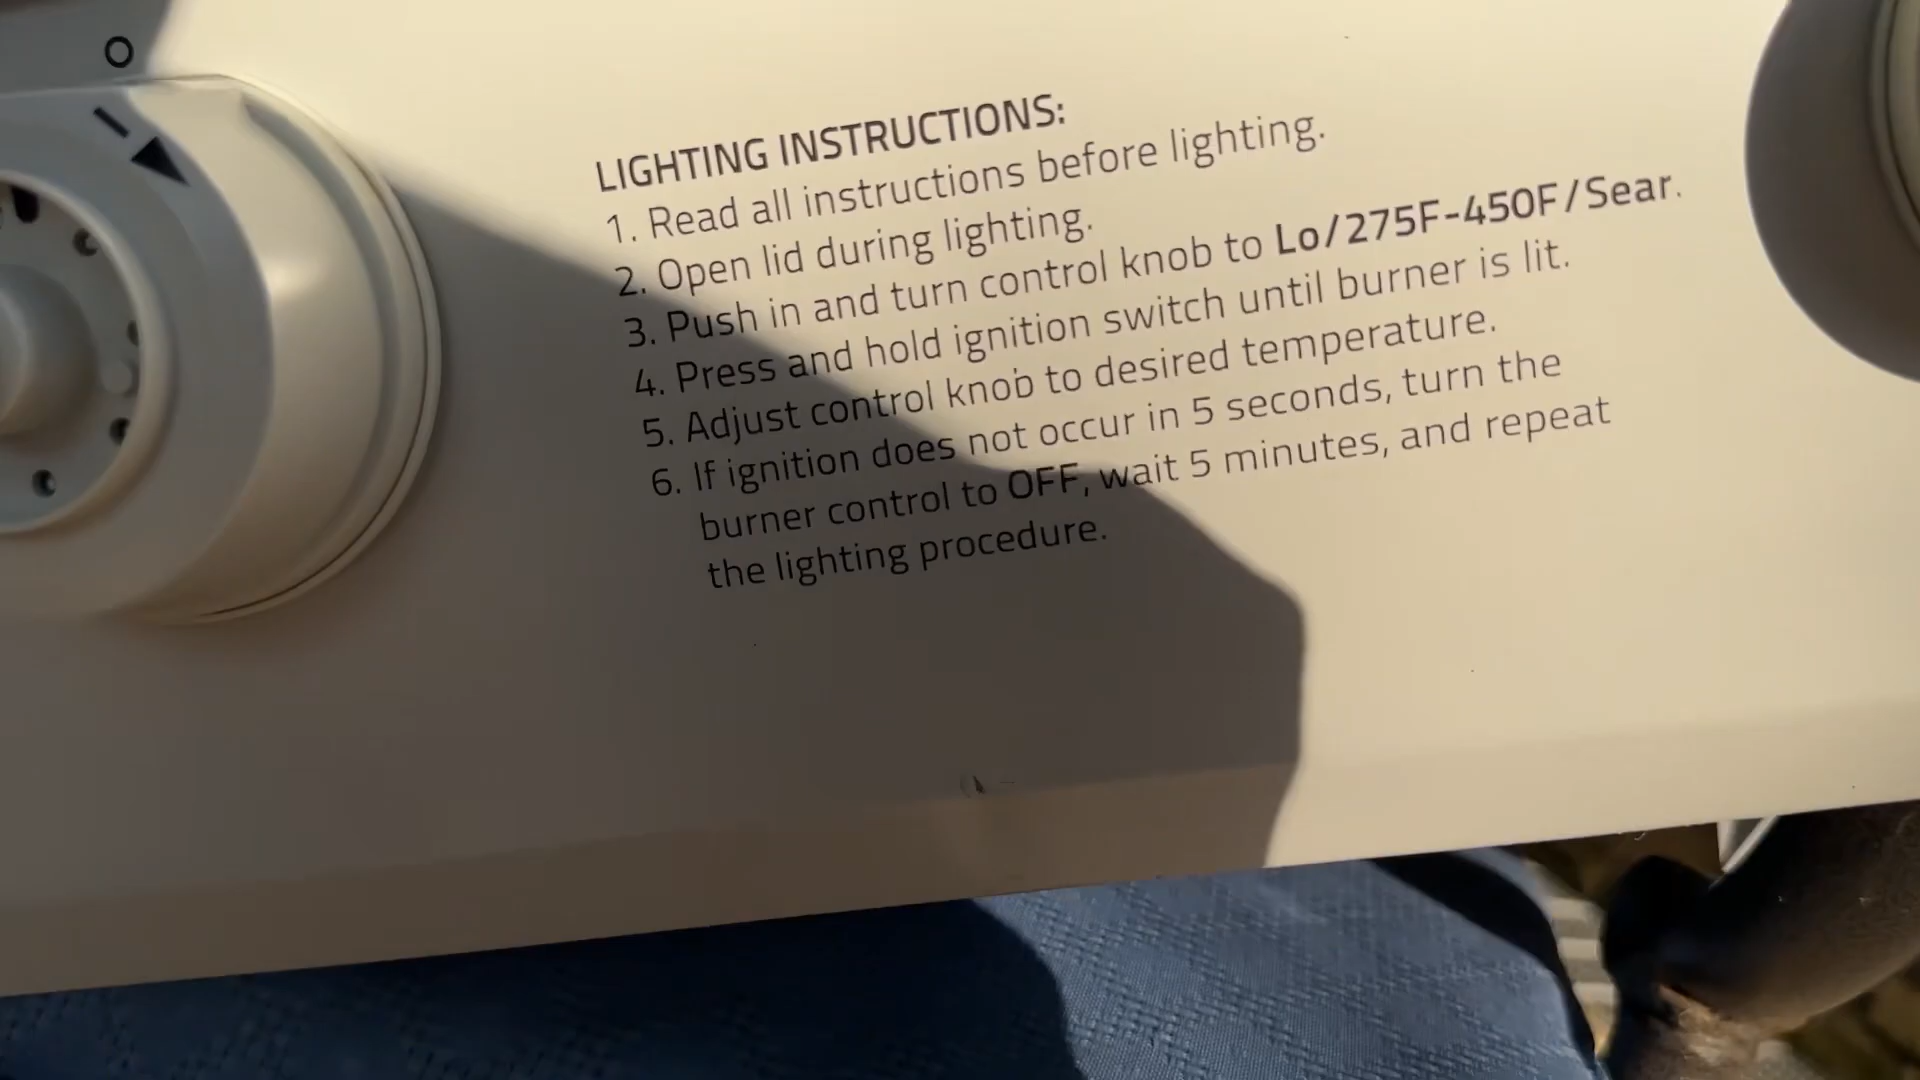 O
LIGHTING INSTRUCTIONS:
1. Read all instructions before lighting.
2. Open lid during lighting.
3. Push in and turn control knob to Lo/275F-450F/Sear.
4. Press and hold ignition switch until burner is lit.
5. Adjust control knob to desired temperature.
6. If ignition does not occur in 5 seconds, turn the
burner control to OFF, wait 5 minutes, and repeat
the lighting procedure.